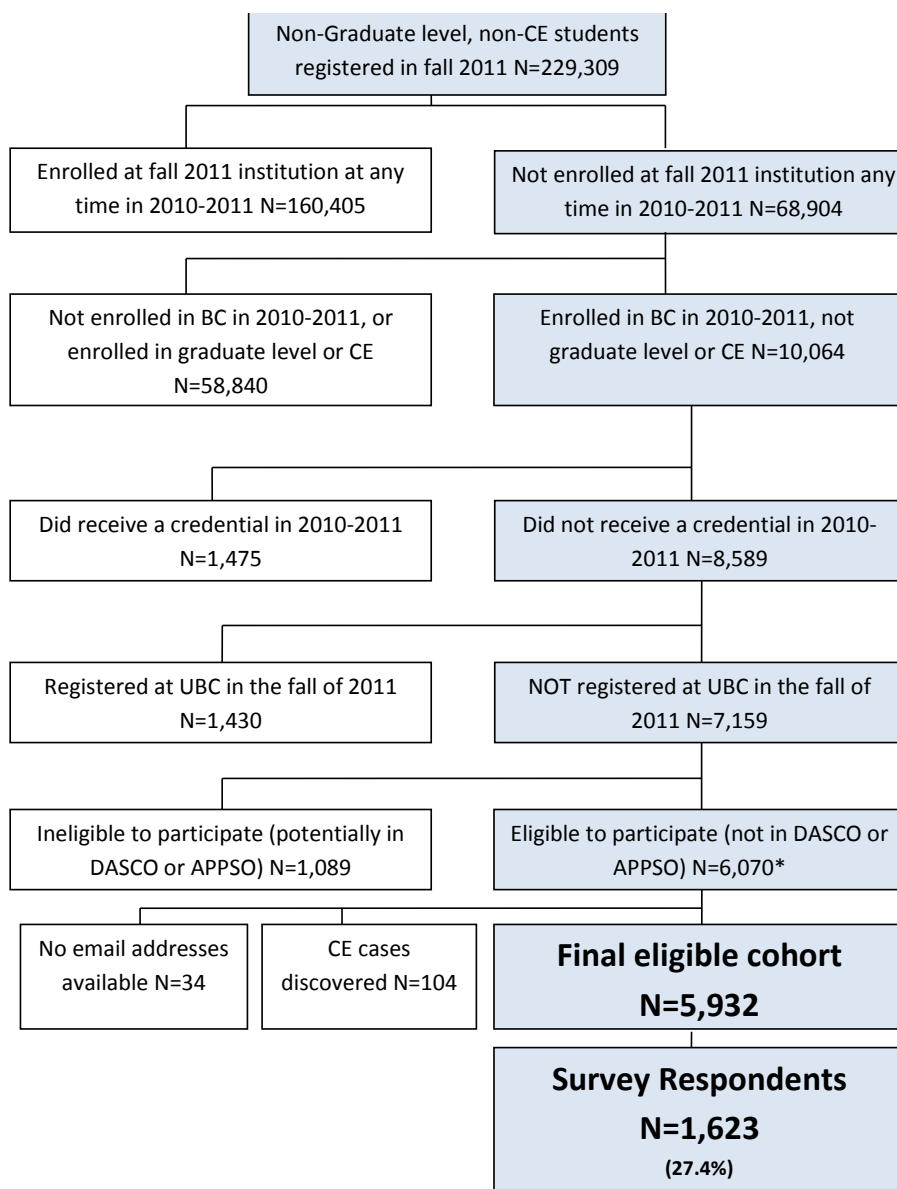 Non-Graduate level, non-CE students
registered in fall 2011 N=229,309
Enrolled at fall 2011 institution at any
time in 2010-2011 N=160,405
Not enrolled at fall 2011 institution any
time in 2010-2011 N=68,904
Not enrolled in BC in 2010-2011, or
enrolled in graduate level or CE
N=58,840
Enrolled in BC in 2010-2011, not
graduate level or CE N=10,064
Did receive a credential in 2010-2011
N=1,475
Did not receive a credential in 2010-
2011 N=8,589
Registered at UBC in the fall of 2011
N=1,430
NOT registered at UBC in the fall of
2011 N=7,159
Ineligible to participate (potentially in
DASCO or APPSO) N=1,089
Eligible to participate (not in DASCO or
APPSO) N=6,070*
No email addresses
available N=34
CE cases
discovered N=104
Final eligible cohort
N=5,932
Survey Respondents
N=1,623
(27.4%)